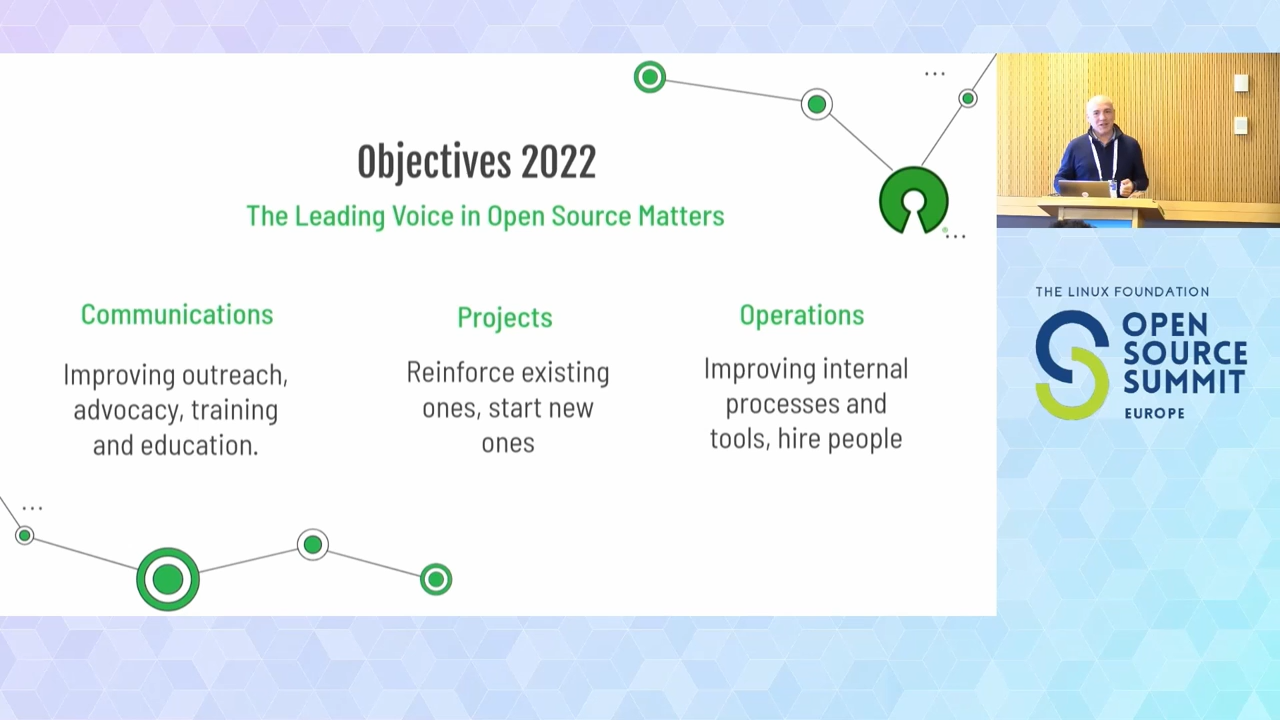 Objectives 2022
The Leading Voice in Open Source Matters
Communications
Improving outreach,
advocacy, training
and education.
Projects
Reinforce existing
ones, start new
ones
Operations
Improving internal
processes and
tools, hire people
THE LINUX FOUNDATION
OPEN
SOURCE
SUMMIT
EUROPE